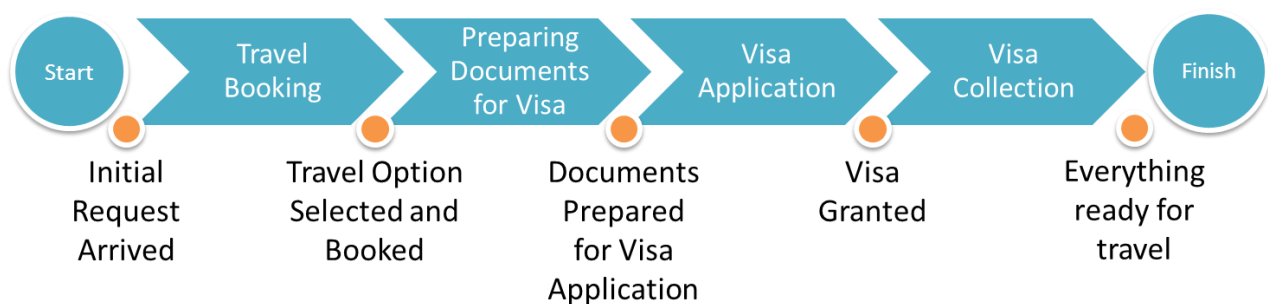 Start
Travel
Booking
Preparing
Documents
for Visa
Visa
Application
Visa
Collection
Finish
Initial
Request
Arrived
Travel Option
Selected and
Booked
Documents
Prepared
for Visa
Application
Visa
Granted
Everything
ready for
travel